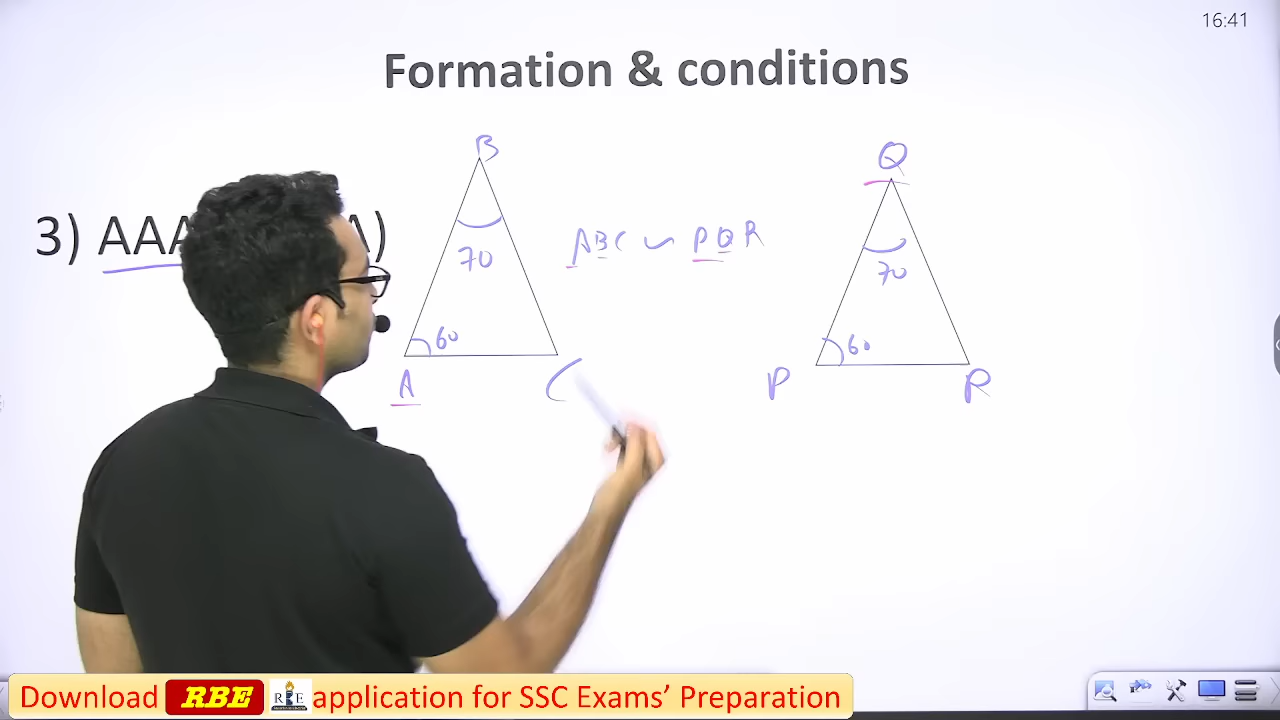 16:41
Formation & conditions
B
Q
3) AAA A)
ABC ~ PQR
70
70
60
60
A
C
P
R
Download RBE RBE application for SSC Exams’ Preparation